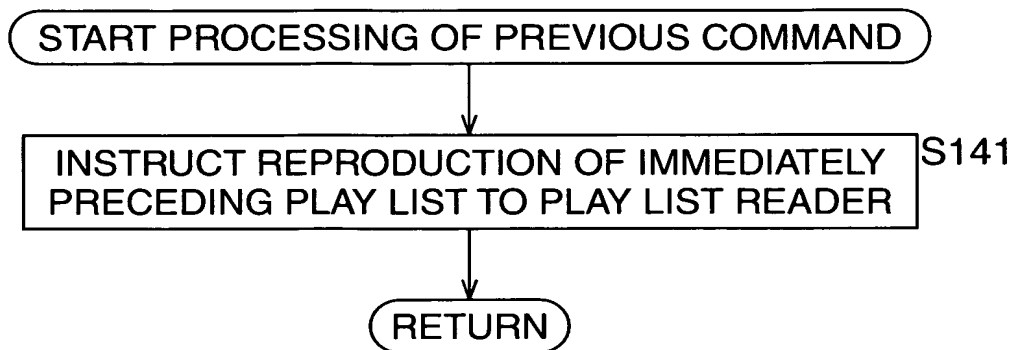 START PROCESSING OF PREVIOUS COMMAND
INSTRUCT REPRODUCTION OF IMMEDIATELY
PRECEDING PLAY LIST TO PLAY LIST READER
S141
RETURN